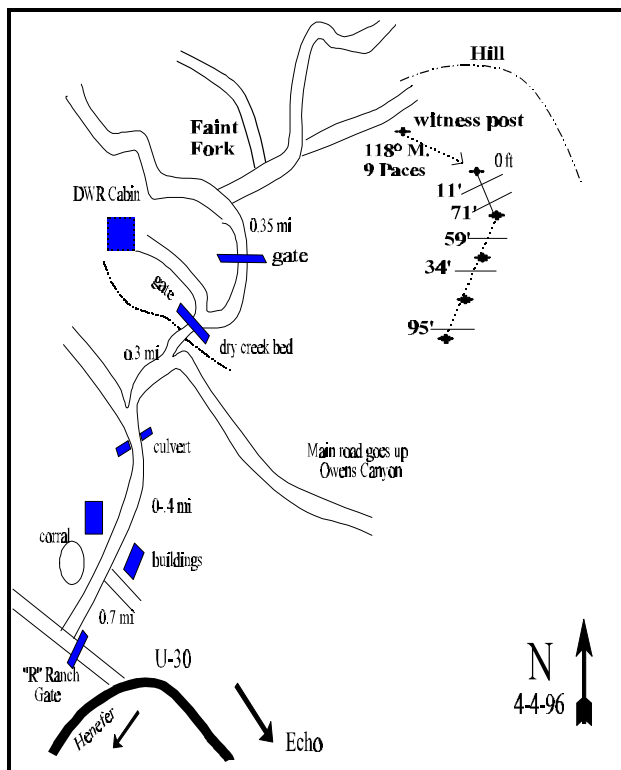 Hill
witness post
Faint
Fork
118° M.
9 Paces
0 ft
11'
71'
DWR Cabin
0.35 mi
59'
gate
34'
gate
95'
dry creek bed
0.3 mi
culvert
Main road goes up
Owens Canyon
0-.4 mi
corral
buildings
0.7 mi
"R" Ranch
Gate
U-30
N
4-4-96
Henefer
Echo